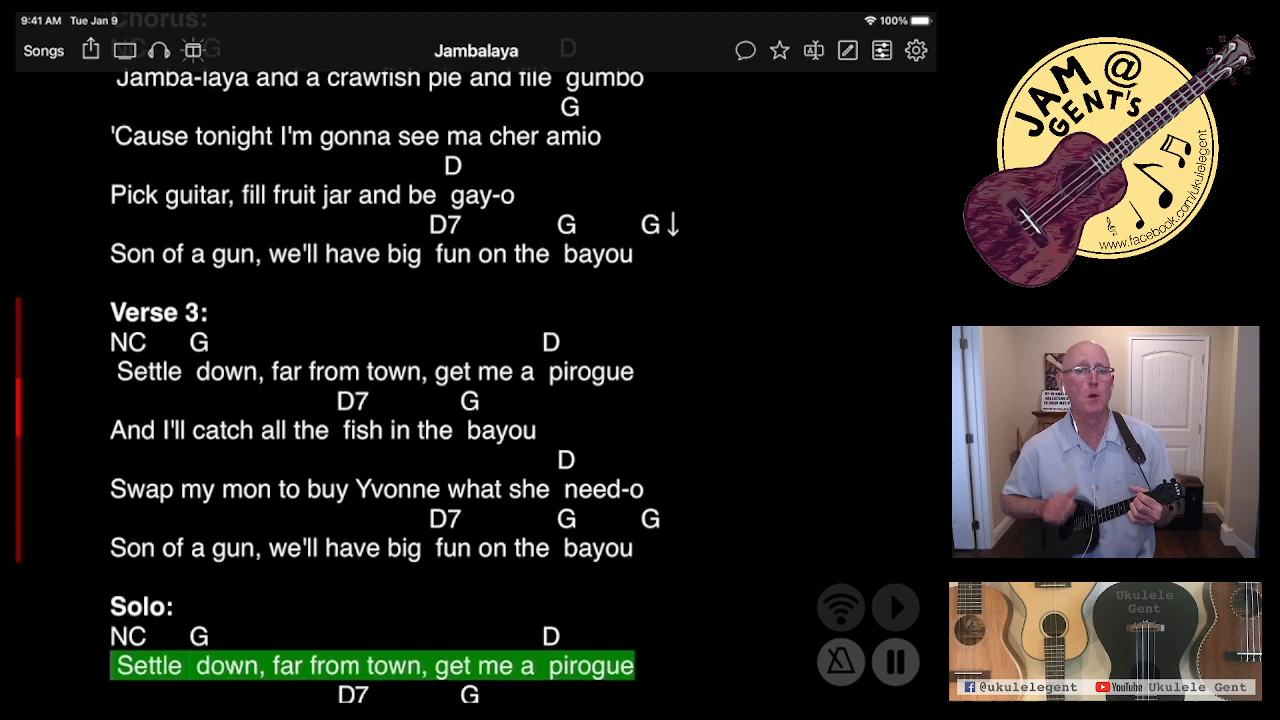 9:41 AM Tue Jan 9
100%
Chorus:
Songs
Jambalaya
G D
Jamba-laya and a crawfish pie and file gumbo
G
'Cause tonight I'm gonna see ma cher amio
D
Pick guitar, fill fruit jar and be gay-o
D7 G G↓
Son of a gun, we'll have big fun on the bayou
Verse 3:
NC G D
Settle down, far from town, get me a pirogue
D7 G
And I'll catch all the fish in the bayou
D
Swap my mon to buy Yvonne what she need-o
D7 G G
Son of a gun, we'll have big fun on the bayou
Solo:
NC G D
Settle down, far from town, get me a pirogue
D7 G
JAM @
GENT'S
www.facebook.com/ukulelegent
Ukulele
Gent
@ukulelegent YouTube Ukulele Gent